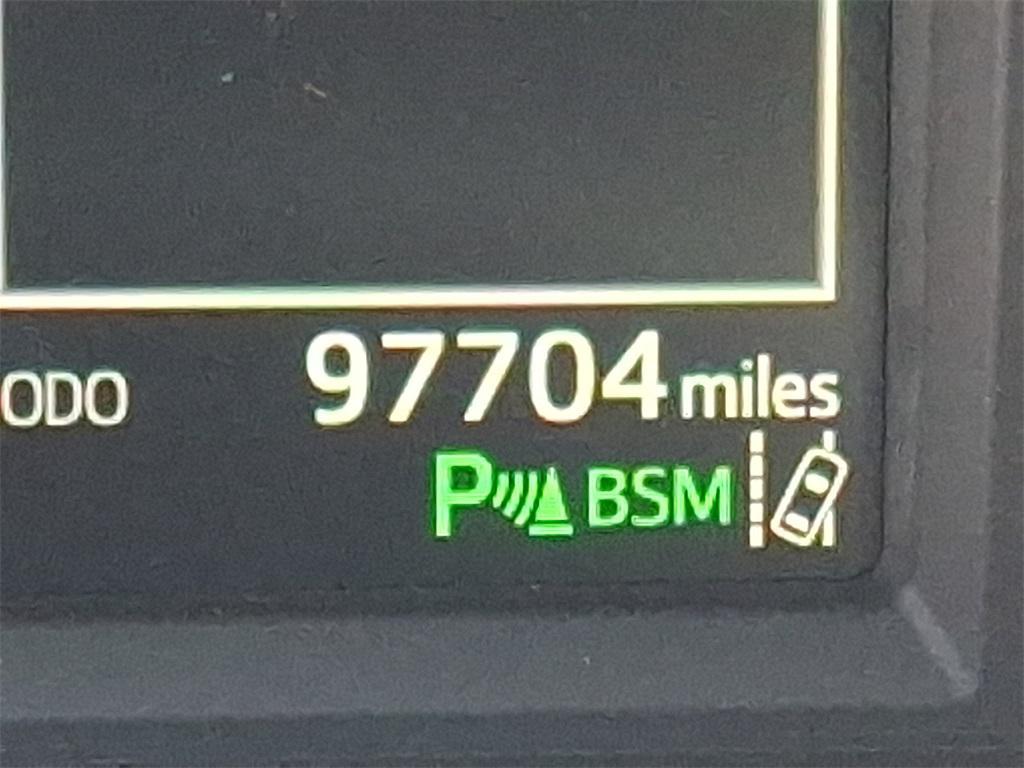 ODO 97704 miles
P BSM